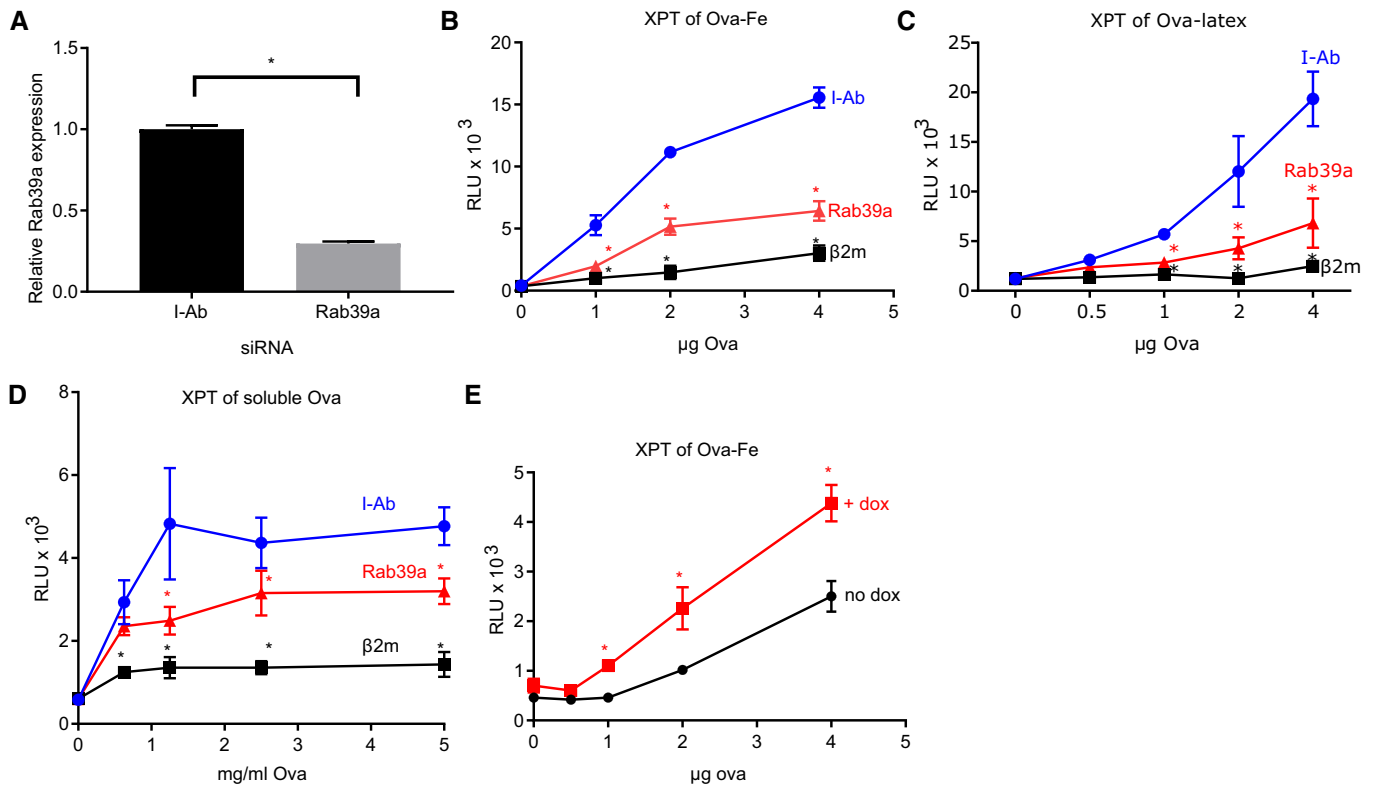 A
1.5
1.0
0.5
0.0
Relative Rab39a expression
*
I-Ab
Rab39a
siRNA
B
XPT of Ova-Fe
20
15
10
5
0
RLU x 10 3
I-Ab
* * *
Rab39a
* * *
β2m
0 1 2 3 4 5
µg Ova
C
XPT of Ova-latex
25
20
15
10
5
0
RLU x 10 3
I-Ab
Rab39a
* * *
* * *
β2m
0 0.5 1 2 4
µg Ova
D
XPT of soluble Ova
8
6
4
2
0
RLU x 10 3
I-Ab
Rab39a
* * *
β2m
* * * *
0 1 2 3 4 5
mg/ml Ova
E
XPT of Ova-Fe
5
4
3
2
1
0
RLU x 10 3
* * *
+ dox
no dox
0 1 2 3 4 5
µg ova